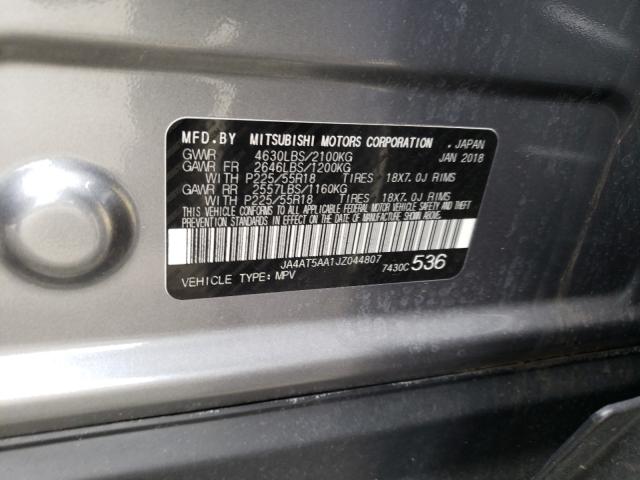 MFD.BY MITSUBISHI MOTORS CORPORATION . JAPAN
GVWR 4630LBS/2100KG JAN 2018
GAWR FR 2646LBS/1200KG
WITH P225/55R18 TIRES 18X7.0J RIMS
GAWR RR 2557LBS/1160KG
WITH P225/55R18 TIRES 18X7.0J RIMS
THIS VEHICLE CONFORMS TO ALL APPLICABLE FEDERAL MOTOR VEHICLE SAFETY AND THEFT
PREVENTION STANDARDS IN EFFECT ON THE DATE OF MANUFACTURE SHOWN ABOVE.
JA4AT5AA1JZ044807 7430C 536
VEHICLE TYPE: MPV